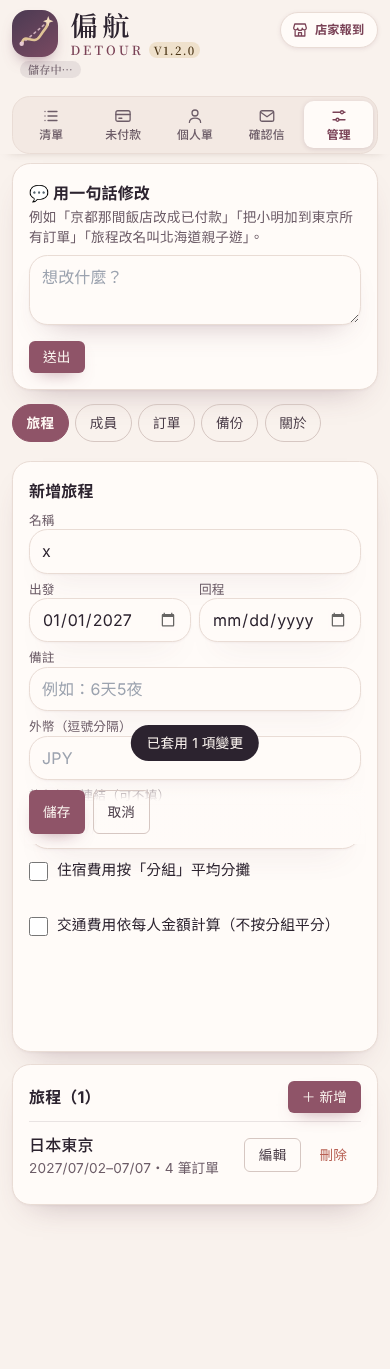 偏航
DETOUR V1.2.0
店家報到
儲存中…
清單
未付款
個人單
確認信
管理
💬 用一句話修改
例如「京都那間飯店改成已付款」「把小明加到東京所
有訂單」「旅程改名叫北海道親子遊」。
想改什麼？
送出
旅程
成員
訂單
備份
關於
新增旅程
名稱
x
出發
回程
01/01/2027
mm/dd/yyyy
備註
例如：6天5夜
外幣（逗號分隔）
已套用 1 項變更
JPY
連結（可不填）
儲存
取消
住宿費用按「分組」平均分攤
交通費用依每人金額計算（不按分組平分）
旅程（1）
＋ 新增
日本東京
2027/07/02–07/07・4 筆訂單
編輯
刪除